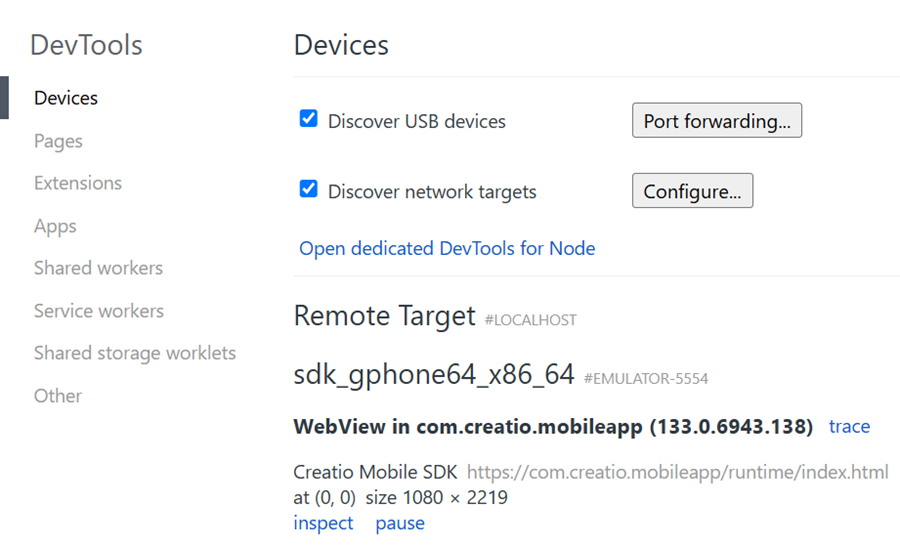 DevTools
Devices
Pages
Extensions
Apps
Shared workers
Service workers
Shared storage worklets
Other
Devices
Discover USB devices
Port forwarding...
Discover network targets
Configure...
Open dedicated DevTools for Node
Remote Target #LOCALHOST
sdk_gphone64_x86_64 #EMULATOR-5554
WebView in com.creatio.mobileapp (133.0.6943.138) trace
Creatio Mobile SDK https://com.creatio.mobileapp/runtime/index.html
at (0, 0) size 1080 × 2219
inspect pause